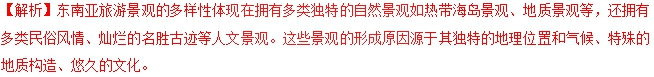 【解析】东南亚旅游景观的多样性体现在拥有多类独特的自然景观如热带海岛景观、地质景观等，还拥有
多类民俗风情、灿烂的名胜古迹等人文景观。这些景观的形成原因源于其独特的地理位置和气候、特殊的
地质构造、悠久的文化。